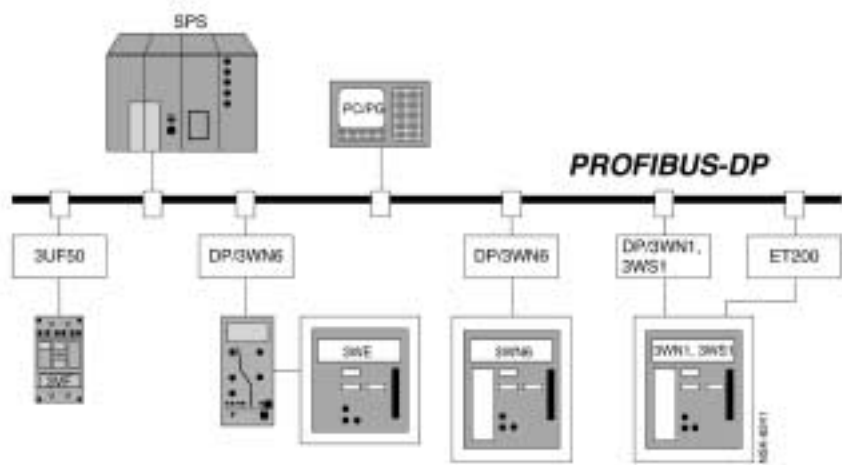 SPS
PC/PG
PROFIBUS-DP
3UF50
DP/3WN6
DP/3WN6
DP/3WN1,
3WS1
ET200
3VF
3WE
3WN6
3WN1, 3WS1